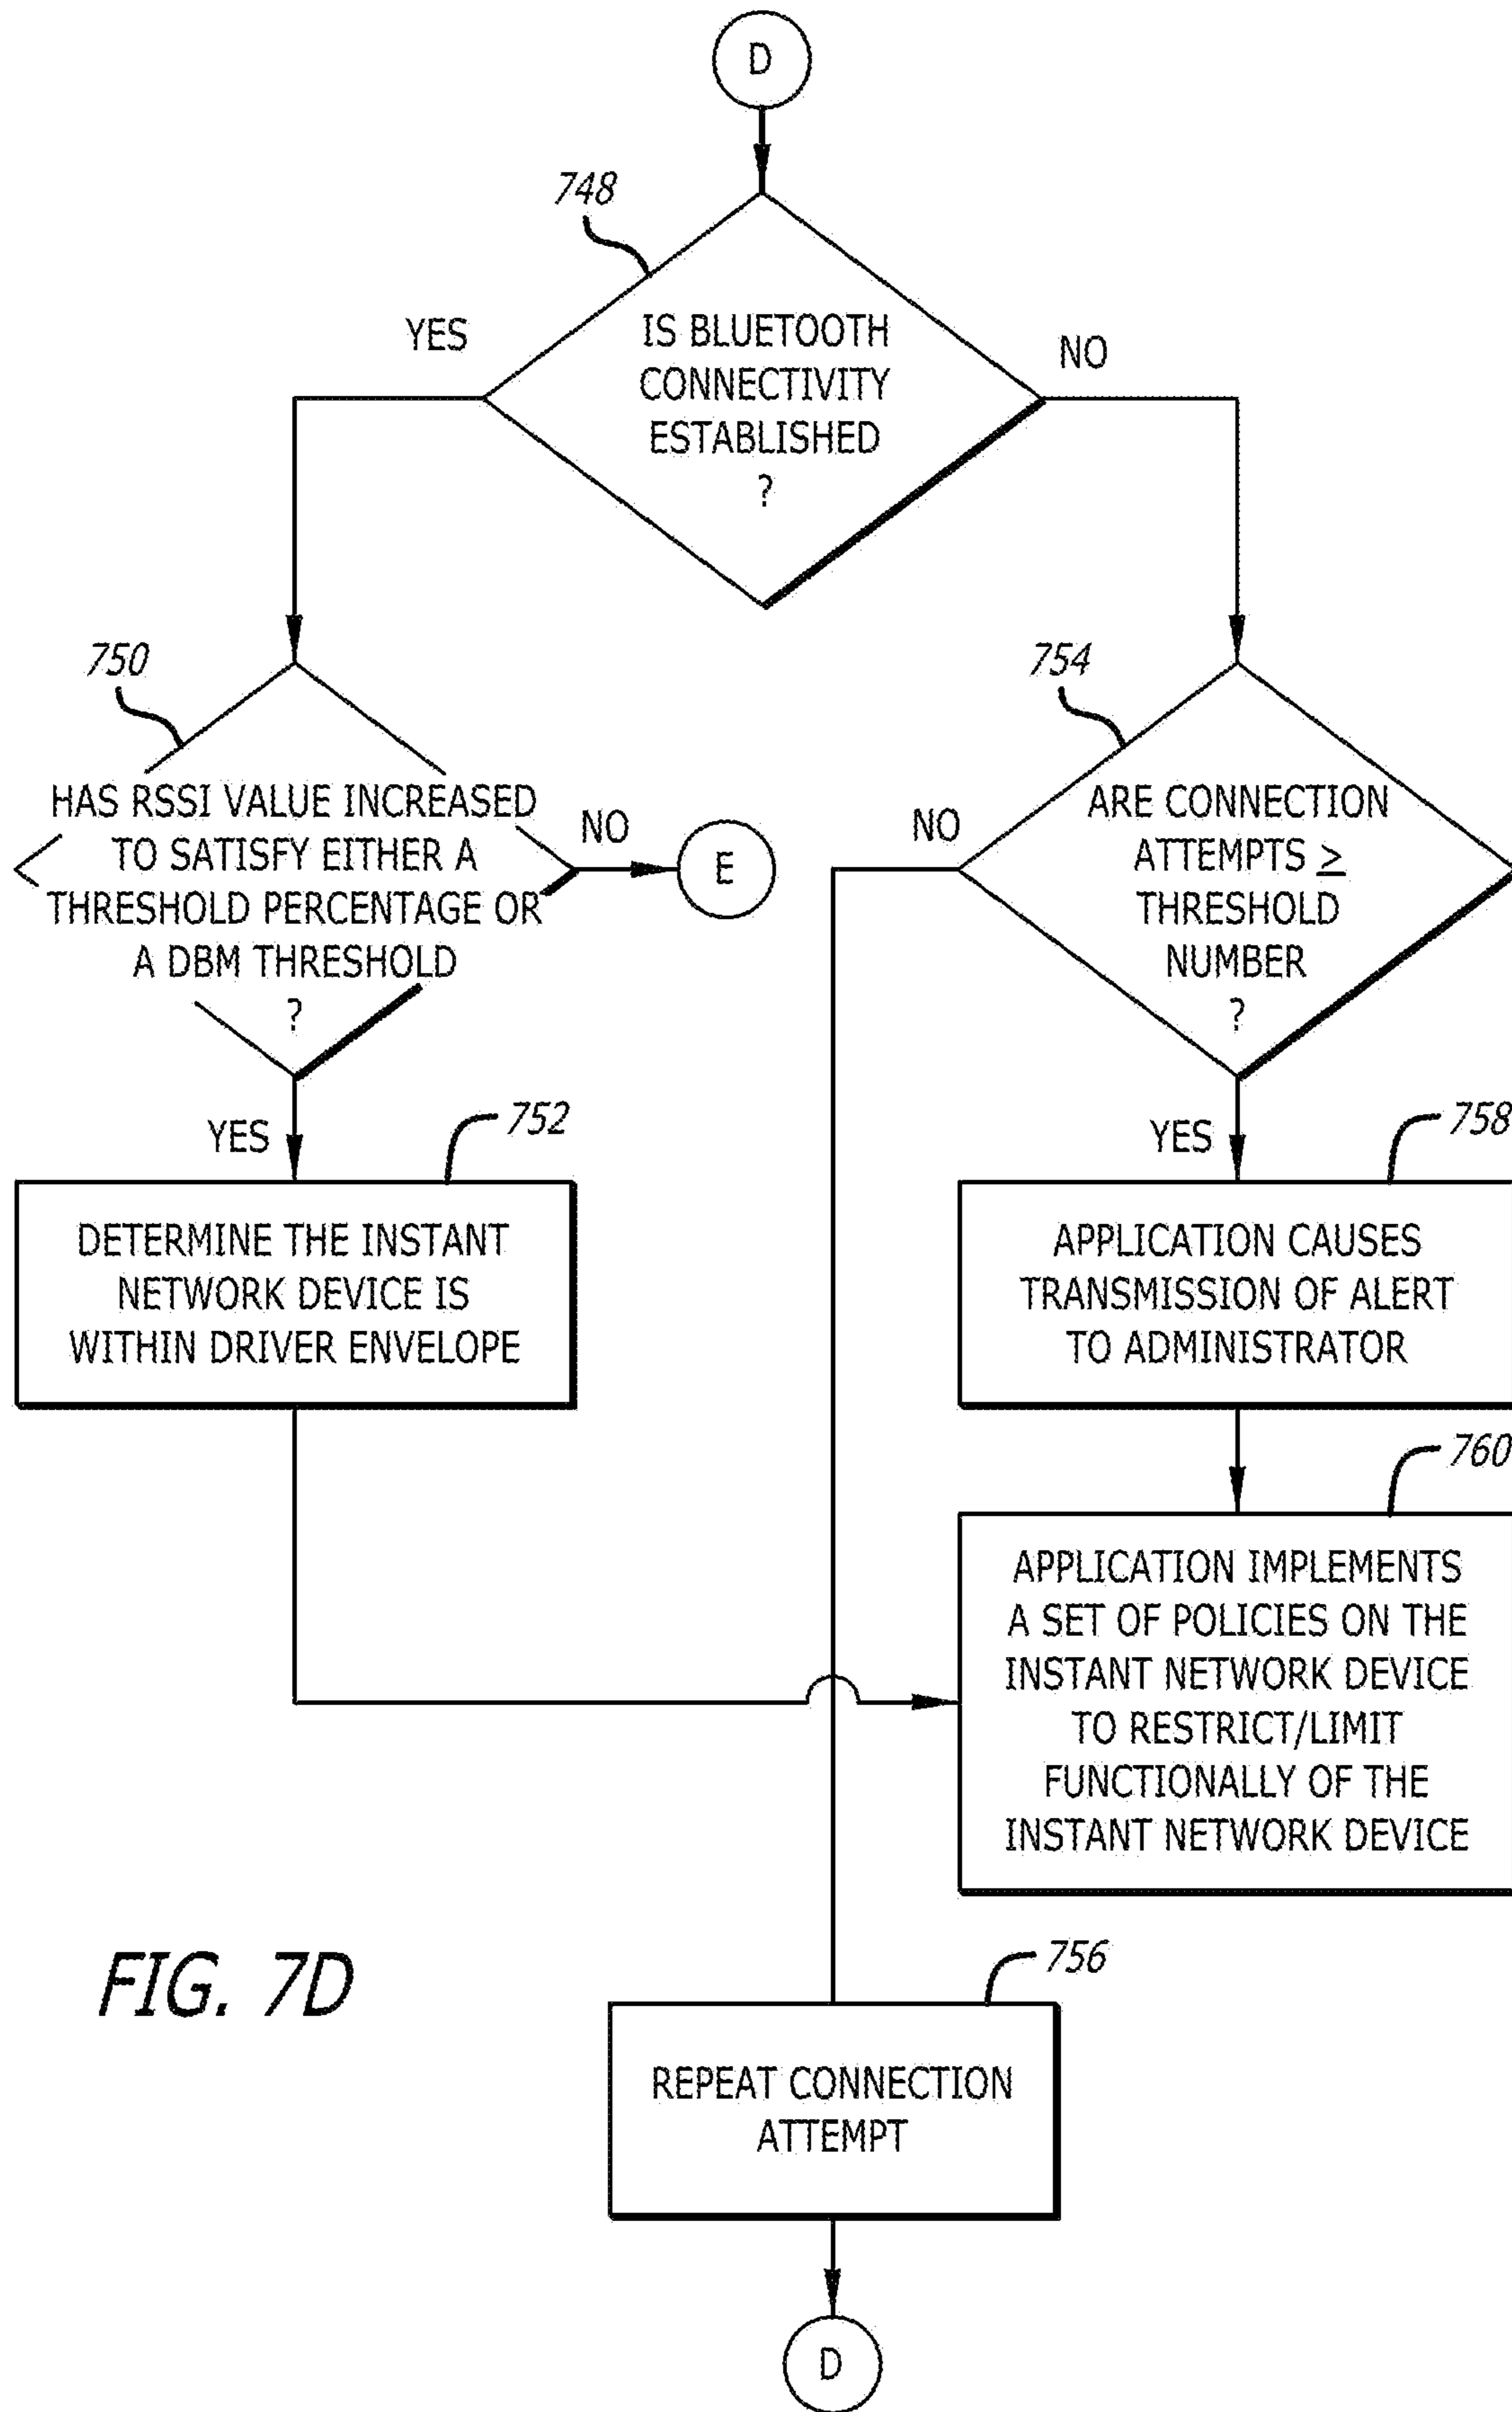 D
748
IS BLUETOOTH
CONNECTIVITY
ESTABLISHED
?
YES
NO
750
HAS RSSI VALUE INCREASED
TO SATISFY EITHER A
THRESHOLD PERCENTAGE OR
A DBM THRESHOLD
?
NO
E
YES
754
ARE CONNECTION
ATTEMPTS ≥
THRESHOLD
NUMBER
?
NO
YES
752
DETERMINE THE INSTANT
NETWORK DEVICE IS
WITHIN DRIVER ENVELOPE
758
APPLICATION CAUSES
TRANSMISSION OF ALERT
TO ADMINISTRATOR
760
APPLICATION IMPLEMENTS
A SET OF POLICIES ON THE
INSTANT NETWORK DEVICE
TO RESTRICT/LIMIT
FUNCTIONALLY OF THE
INSTANT NETWORK DEVICE
756
REPEAT CONNECTION
ATTEMPT
D
FIG. 7D